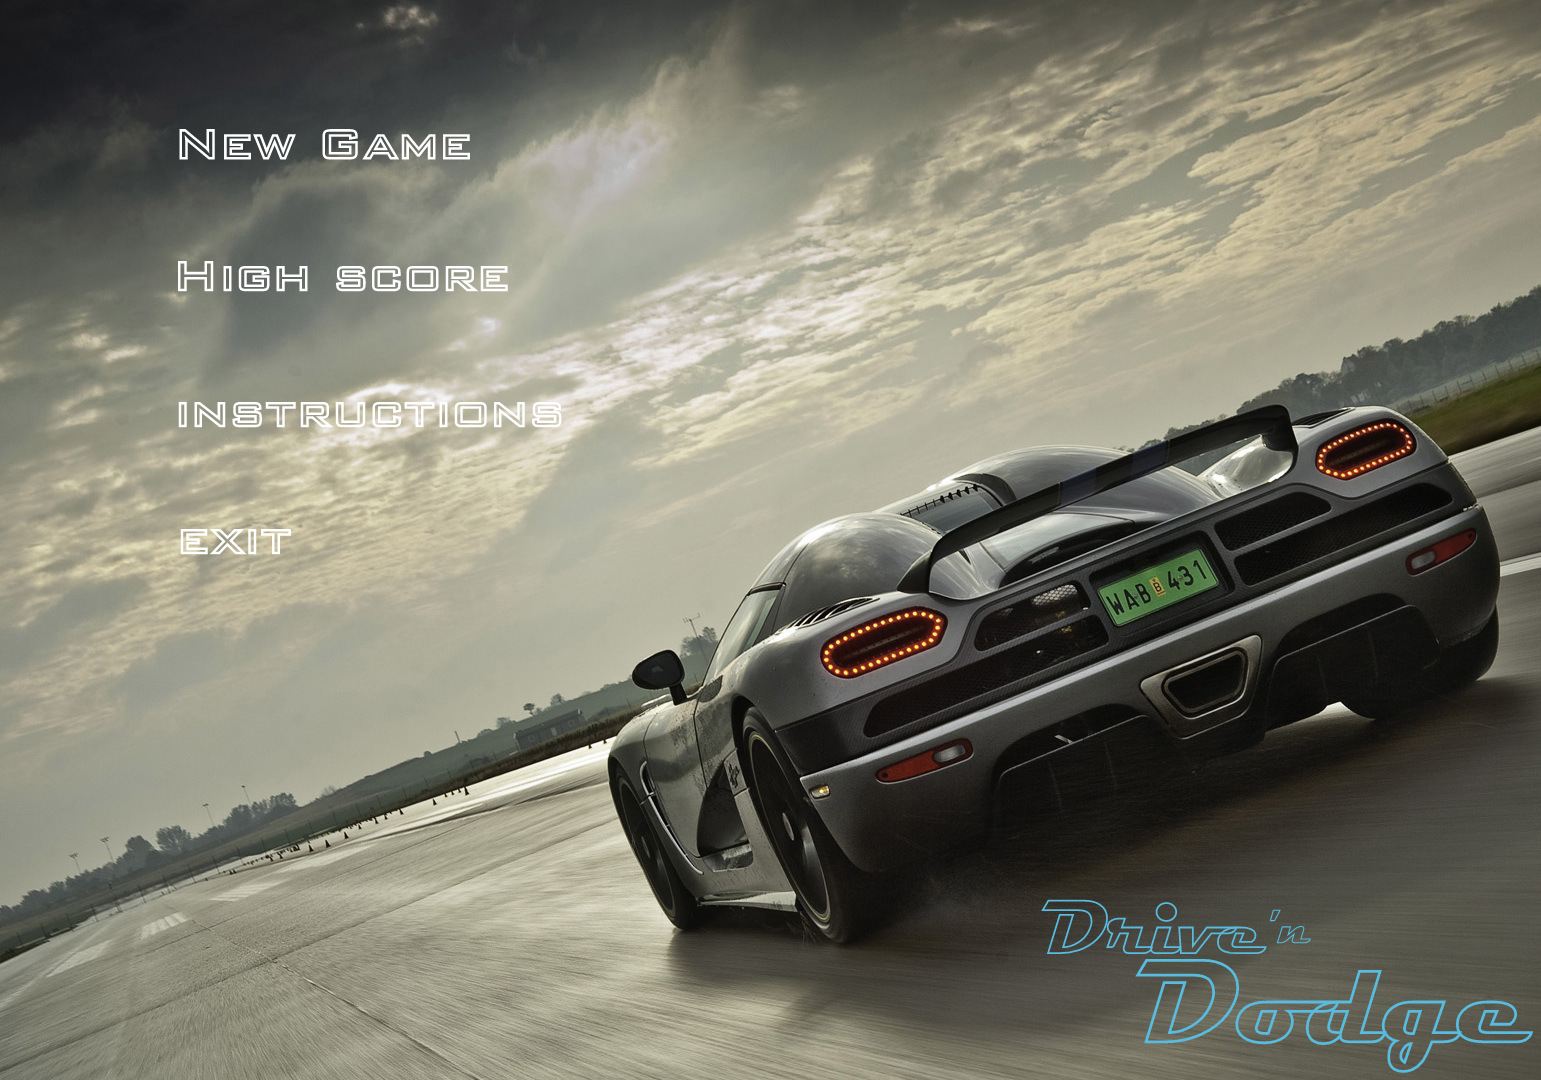 New Game
High score
instructions
exit
WAB B 431
Drive'n
Dodge